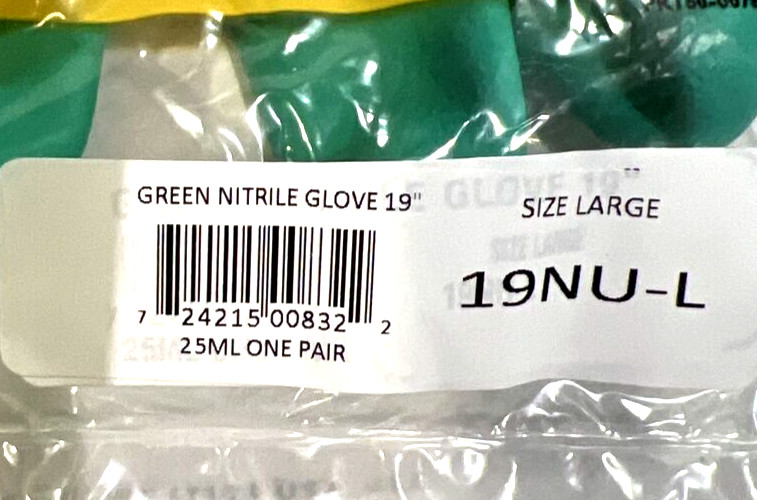 GREEN NITRILE GLOVE 19"
SIZE LARGE
19NU-L
7 24215 00832 2
25ML ONE PAIR